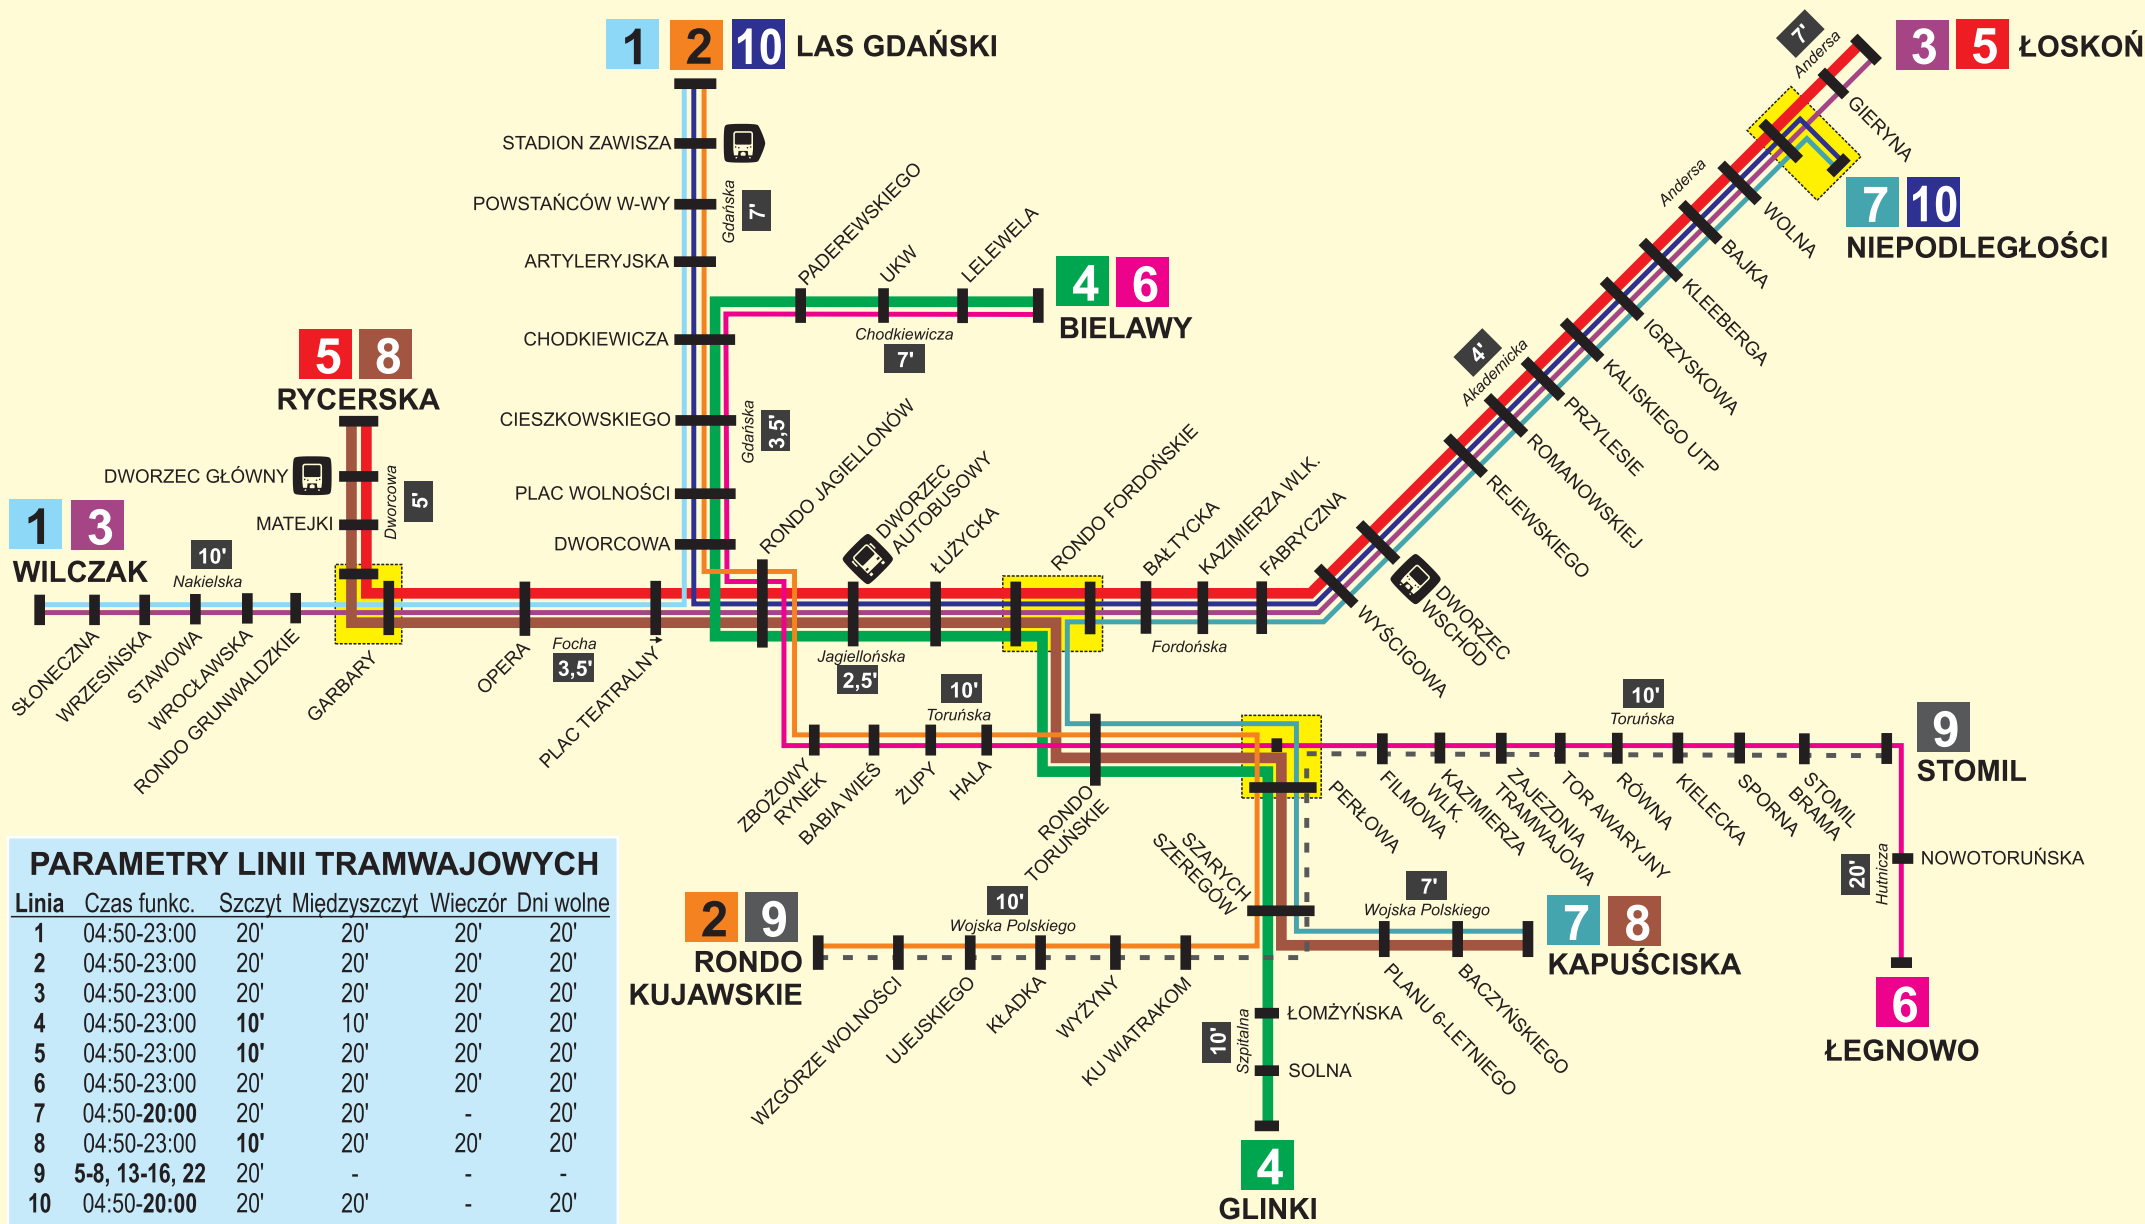 1 2 10 LAS GDAŃSKI
STADION ZAWISZA
POWSTAŃCÓW W-WY
Gdańska
7'
ARTYLERYJSKA
CHODKIEWICZA
CIESZKOWSKIEGO
Gdańska
3,5'
PLAC WOLNOŚCI
DWORCOWA
PADEREWSKIEGO
UKW
LELEWELA
Chodkiewicza
7'
4 6
BIELAWY
7'
Andersa
3 5 ŁOSKOŃ
GIERYNA
7 10
NIEPODLEGŁOŚCI
Andersa
WOLNA
BAJKA
KLEEBERGA
IGRZYSKOWA
KALISKIEGO UTP
4'
Akademicka
PRZYLESIE
ROMANOWSKIEJ
REJEWSKIEGO
DWORZEC
WSCHÓD
WYŚCIGOWA
5 8
RYCERSKA
DWORZEC GŁÓWNY
MATEJKI
Dworcowa
5'
1 3
WILCZAK
10'
Nakielska
SŁONECZNA
WRZESIŃSKA
STAWOWA
WROCŁAWSKA
RONDO GRUNWALDZKIE
GARBARY
OPERA
Focha
3,5'
PLAC TEATRALNY
RONDO JAGIELLONÓW
DWORZEC
AUTOBUSOWY
ŁUŻYCKA
Jagiellońska
2,5'
RONDO FORDOŃSKIE
BAŁTYCKA
KAZIMIERZA WLK.
FABRYCZNA
Fordońska
10'
Toruńska
ZBOŻOWY
RYNEK
BABIA WIEŚ
ŻUPY
HALA
RONDO
TORUŃSKIE
PERŁOWA
FILMOWA
KAZIMIERZA
WLK.
ZAJEZDNIA
TRAMWAJOWA
TOR AWARYJNY
RÓWNA
KIELECKA
SPORNA
STOMIL
BRAMA
10'
Toruńska
9
STOMIL
NOWOTORUŃSKA
20'
Hutnicza
6
ŁEGNOWO
SZARYCH
SZEREGÓW
7'
Wojska Polskiego
PLANU 6-LETNIEGO
BACZYŃSKIEGO
7 8
KAPUŚCISKA
2 9
RONDO
KUJAWSKIE
10'
Wojska Polskiego
WZGÓRZE WOLNOŚCI
UJEJSKIEGO
KŁADKA
WYŻYNY
KU WIATRAKOM
10'
Szpitalna
ŁOMŻYŃSKA
SOLNA
4
GLINKI
PARAMETRY LINII TRAMWAJOWYCH
Linia Czas funkc. Szczyt Międzyszczyt Wieczór Dni wolne
1 04:50-23:00 20' 20' 20' 20'
2 04:50-23:00 20' 20' 20' 20'
3 04:50-23:00 20' 20' 20' 20'
4 04:50-23:00 10' 10' 20' 20'
5 04:50-23:00 10' 20' 20' 20'
6 04:50-23:00 20' 20' 20' 20'
7 04:50-20:00 20' 20' - 20'
8 04:50-23:00 10' 20' 20' 20'
9 5-8, 13-16, 22 20' - - -
10 04:50-20:00 20' 20' - 20'